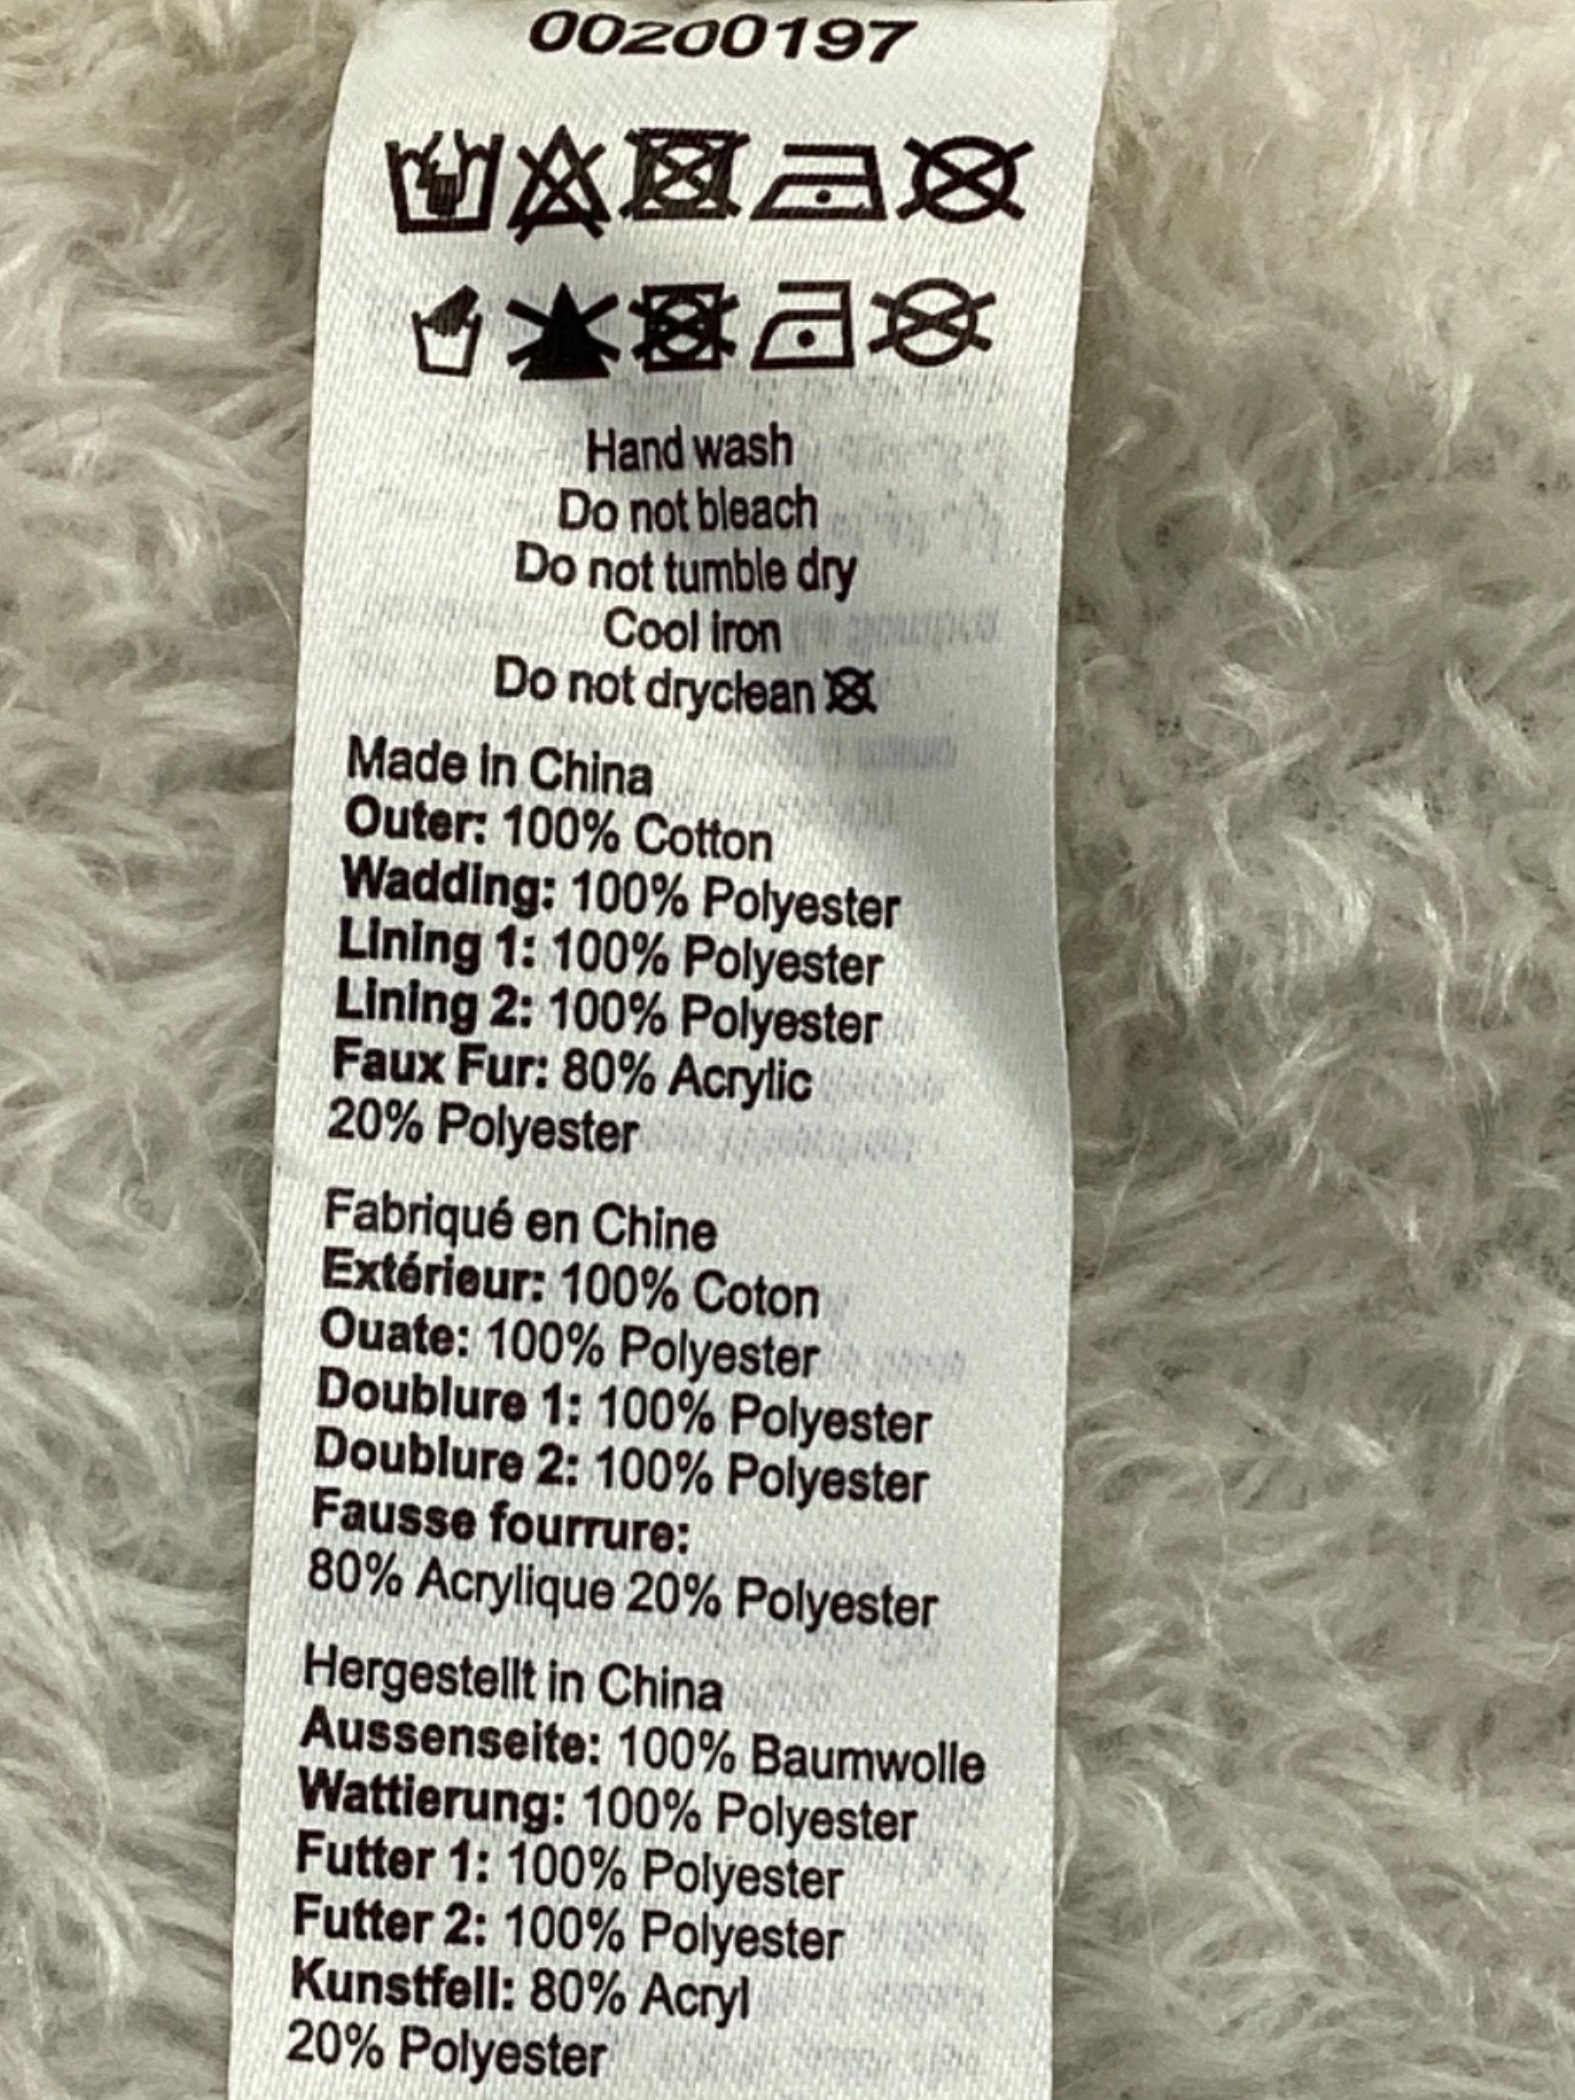 00200197
Hand wash
Do not bleach
Do not tumble dry
Cool iron
Do not dryclean
Made in China
Outer: 100% Cotton
Wadding: 100% Polyester
Lining 1: 100% Polyester
Lining 2: 100% Polyester
Faux Fur: 80% Acrylic
20% Polyester
Fabriqué en Chine
Extérieur: 100% Coton
Ouate: 100% Polyester
Doublure 1: 100% Polyester
Doublure 2: 100% Polyester
Fausse fourrure:
80% Acrylique 20% Polyester
Hergestellt in China
Aussenseite: 100% Baumwolle
Wattierung: 100% Polyester
Futter 1: 100% Polyester
Futter 2: 100% Polyester
Kunstfell: 80% Acryl
20% Polyester